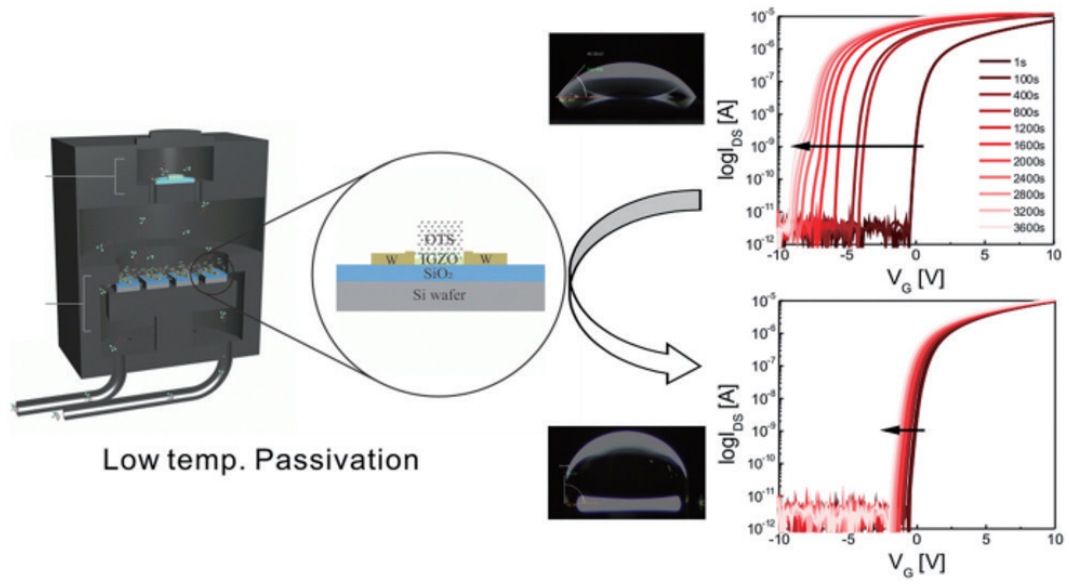 Low temp. Passivation
OTS
W IGZO W
SiO₂
Si wafer
logI_DS [A]
10⁻⁵
10⁻⁶
10⁻⁷
10⁻⁸
10⁻⁹
10⁻¹⁰
10⁻¹¹
10⁻¹²
1s
100s
400s
800s
1200s
1600s
2000s
2400s
2800s
3200s
3600s
-10 -5 0 5 10
V_G [V]
logI_DS [A]
10⁻⁵
10⁻⁶
10⁻⁷
10⁻⁸
10⁻⁹
10⁻¹⁰
10⁻¹¹
10⁻¹²
-10 -5 0 5 10
V_G [V]